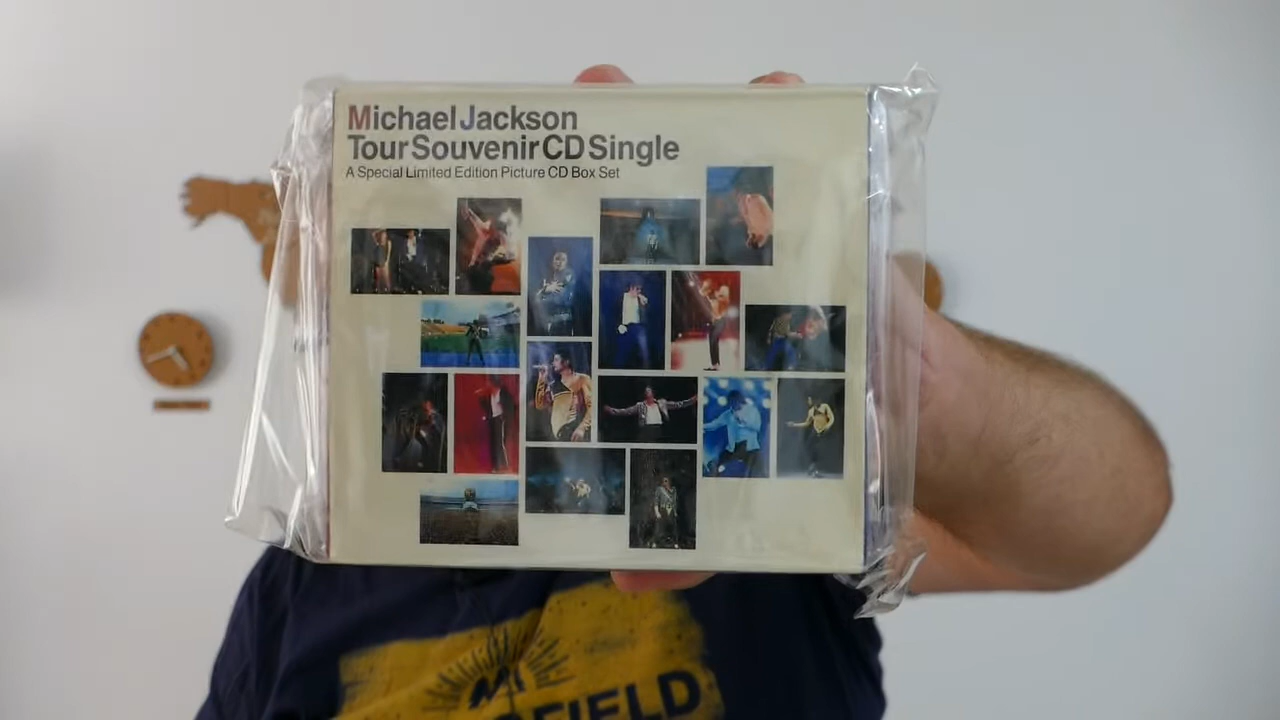 Michael Jackson
Tour Souvenir CD Single
A Special Limited Edition Picture CD Box Set